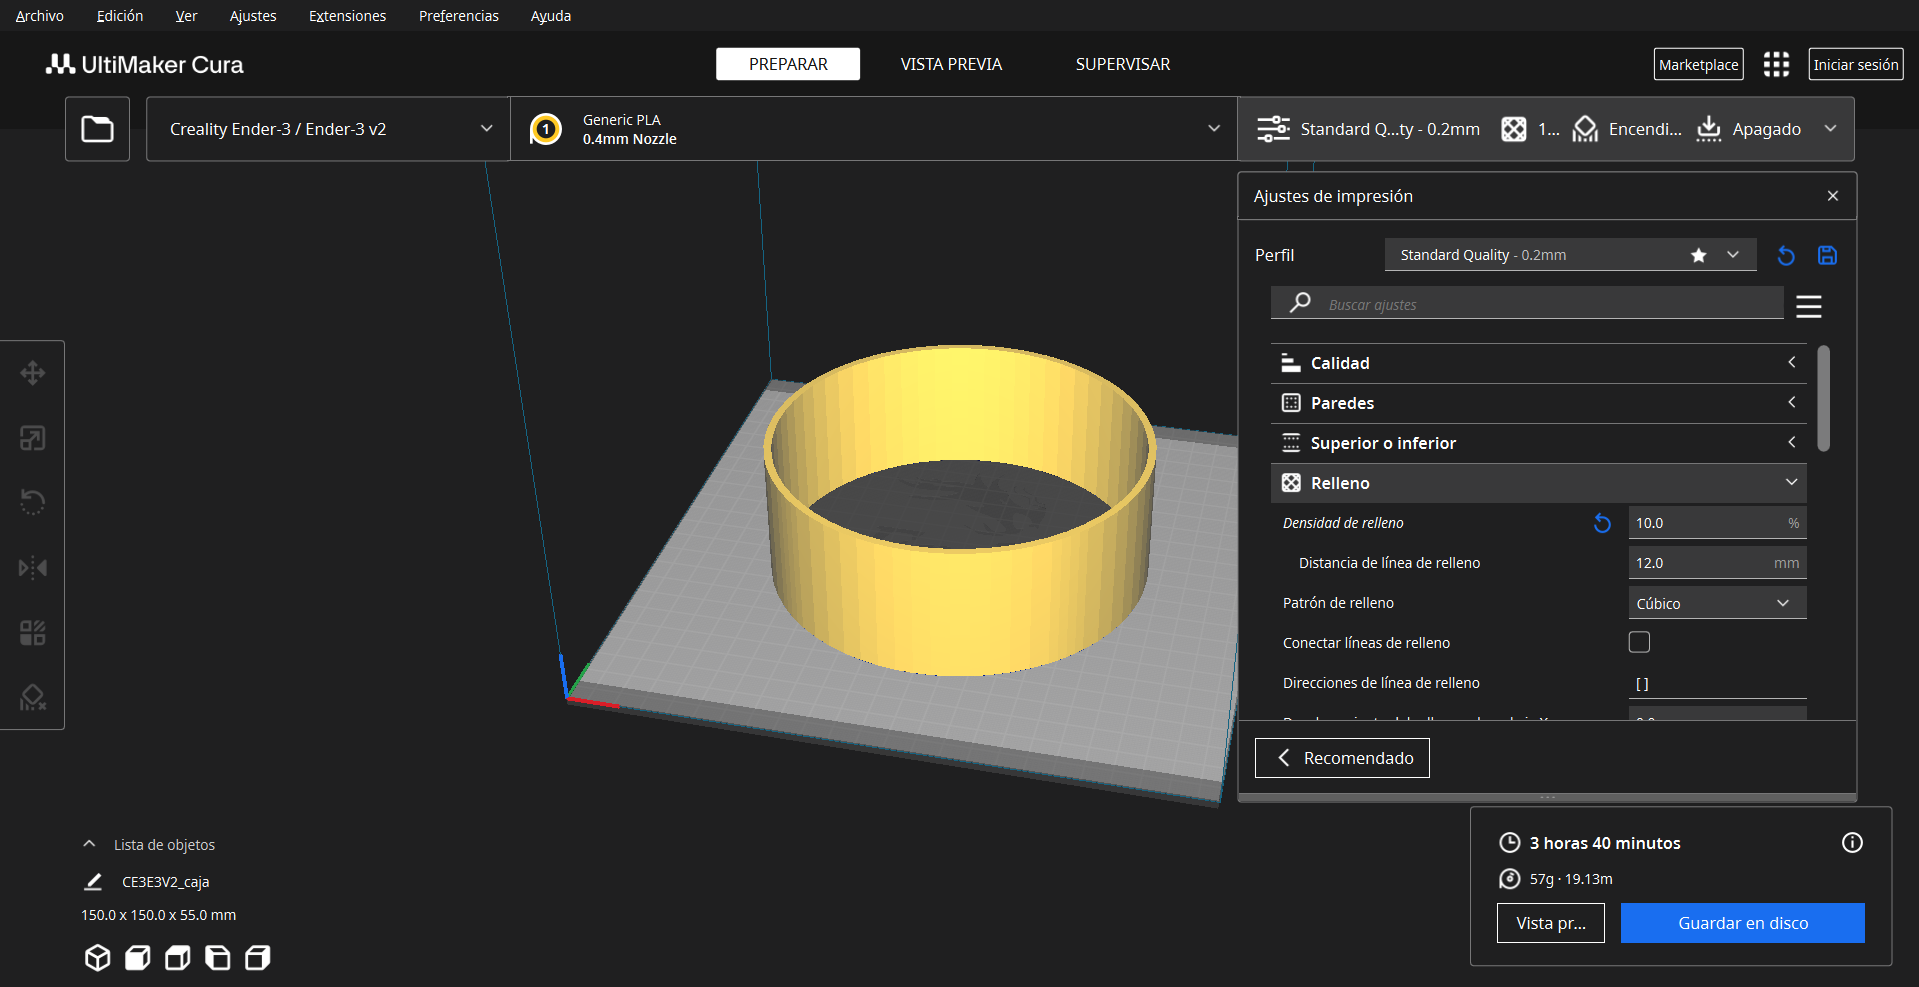 Archivo Edición Ver Ajustes Extensiones Preferencias Ayuda
UltiMaker Cura PREPARAR VISTA PREVIA SUPERVISAR Marketplace Iniciar sesión
Creality Ender-3 / Ender-3 v2
1 Generic PLA
0.4mm Nozzle
Standard Q...ty - 0.2mm 1... Encendi... Apagado
Ajustes de impresión
Perfil Standard Quality - 0.2mm
Buscar ajustes
Calidad
Paredes
Superior o inferior
Relleno
Densidad de relleno 10.0 %
Distancia de línea de relleno 12.0 mm
Patrón de relleno Cúbico
Conectar líneas de relleno
Direcciones de línea de relleno [ ]
Recomendado
Lista de objetos
CE3E3V2_caja
150.0 x 150.0 x 55.0 mm
3 horas 40 minutos
57g · 19.13m
Vista pr... Guardar en disco